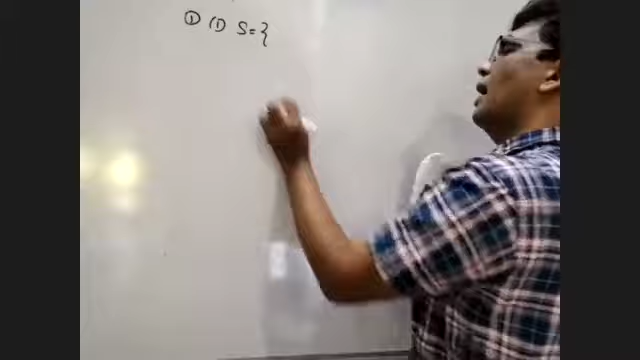 ① (1) S = {